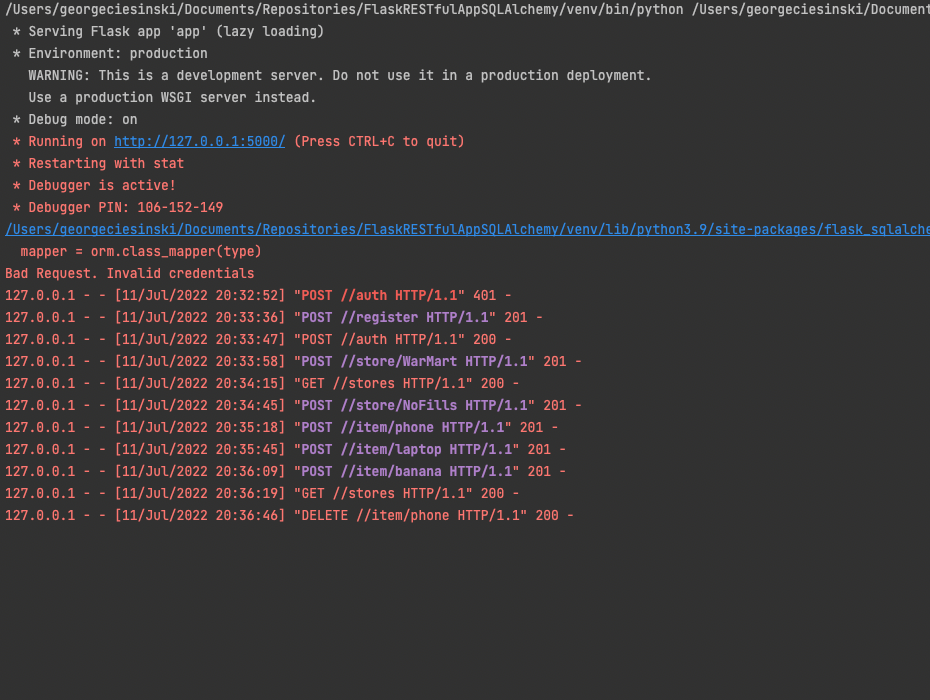 /Users/georgeciesinski/Documents/Repositories/FlaskRESTfulAppSQLAlchemy/venv/bin/python /Users/georgeciesinski/Document
* Serving Flask app 'app' (lazy loading)
* Environment: production
WARNING: This is a development server. Do not use it in a production deployment.
Use a production WSGI server instead.
* Debug mode: on
* Running on http://127.0.0.1:5000/ (Press CTRL+C to quit)
* Restarting with stat
* Debugger is active!
* Debugger PIN: 106-152-149
/Users/georgeciesinski/Documents/Repositories/FlaskRESTfulAppSQLAlchemy/venv/lib/python3.9/site-packages/flask_sqlalche
mapper = orm.class_mapper(type)
Bad Request. Invalid credentials
127.0.0.1 - - [11/Jul/2022 20:32:52] "POST //auth HTTP/1.1" 401 -
127.0.0.1 - - [11/Jul/2022 20:33:36] "POST //register HTTP/1.1" 201 -
127.0.0.1 - - [11/Jul/2022 20:33:47] "POST //auth HTTP/1.1" 200 -
127.0.0.1 - - [11/Jul/2022 20:33:58] "POST //store/WarMart HTTP/1.1" 201 -
127.0.0.1 - - [11/Jul/2022 20:34:15] "GET //stores HTTP/1.1" 200 -
127.0.0.1 - - [11/Jul/2022 20:34:45] "POST //store/NoFills HTTP/1.1" 201 -
127.0.0.1 - - [11/Jul/2022 20:35:18] "POST //item/phone HTTP/1.1" 201 -
127.0.0.1 - - [11/Jul/2022 20:35:45] "POST //item/laptop HTTP/1.1" 201 -
127.0.0.1 - - [11/Jul/2022 20:36:09] "POST //item/banana HTTP/1.1" 201 -
127.0.0.1 - - [11/Jul/2022 20:36:19] "GET //stores HTTP/1.1" 200 -
127.0.0.1 - - [11/Jul/2022 20:36:46] "DELETE //item/phone HTTP/1.1" 200 -